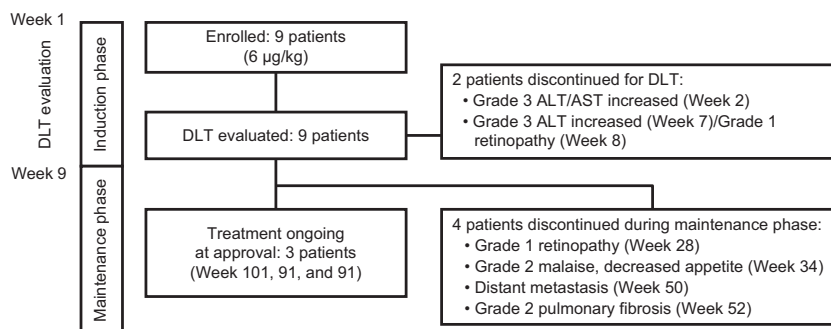 Week 1
DLT evaluation
Induction phase
Enrolled: 9 patients
(6 μg/kg)
DLT evaluated: 9 patients
2 patients discontinued for DLT:
• Grade 3 ALT/AST increased (Week 2)
• Grade 3 ALT increased (Week 7)/Grade 1
retinopathy (Week 8)
Week 9
Maintenance phase
Treatment ongoing
at approval: 3 patients
(Week 101, 91, and 91)
4 patients discontinued during maintenance phase:
• Grade 1 retinopathy (Week 28)
• Grade 2 malaise, decreased appetite (Week 34)
• Distant metastasis (Week 50)
• Grade 2 pulmonary fibrosis (Week 52)